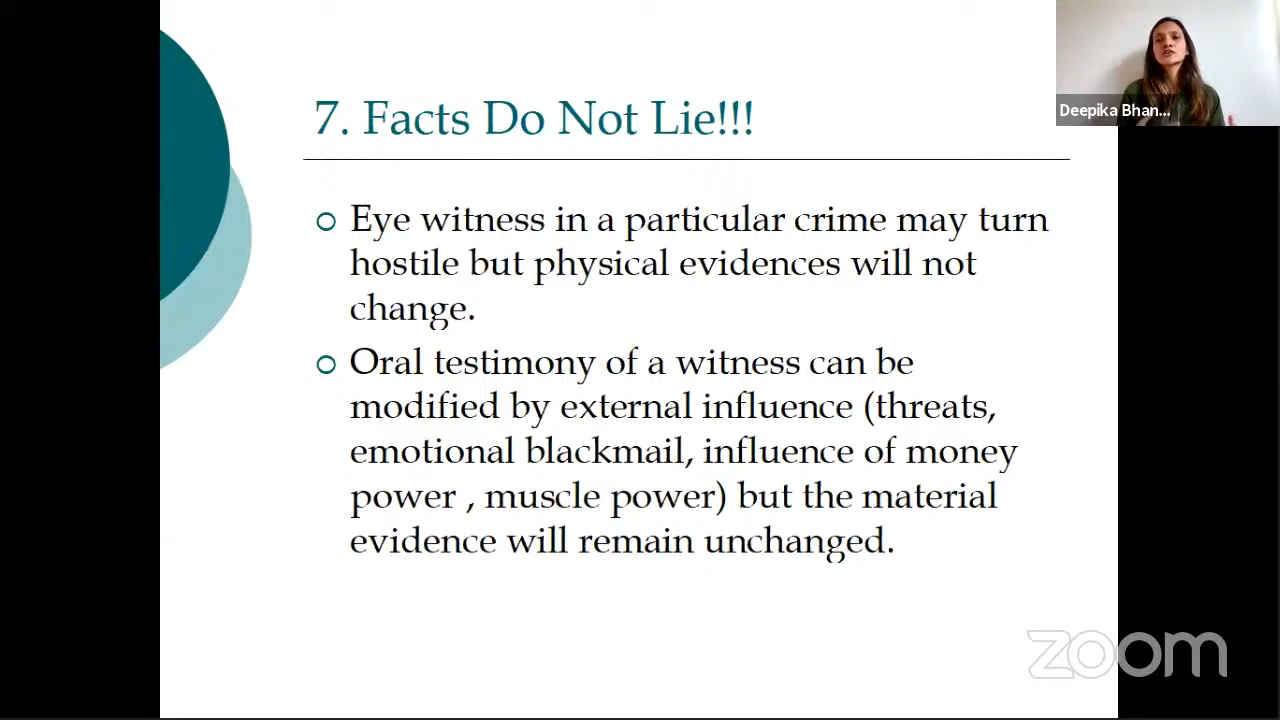 7. Facts Do Not Lie!!!
Deepika Bhan...
Eye witness in a particular crime may turn
hostile but physical evidences will not
change.
Oral testimony of a witness can be
modified by external influence (threats,
emotional blackmail, influence of money
power , muscle power) but the material
evidence will remain unchanged.
zoom